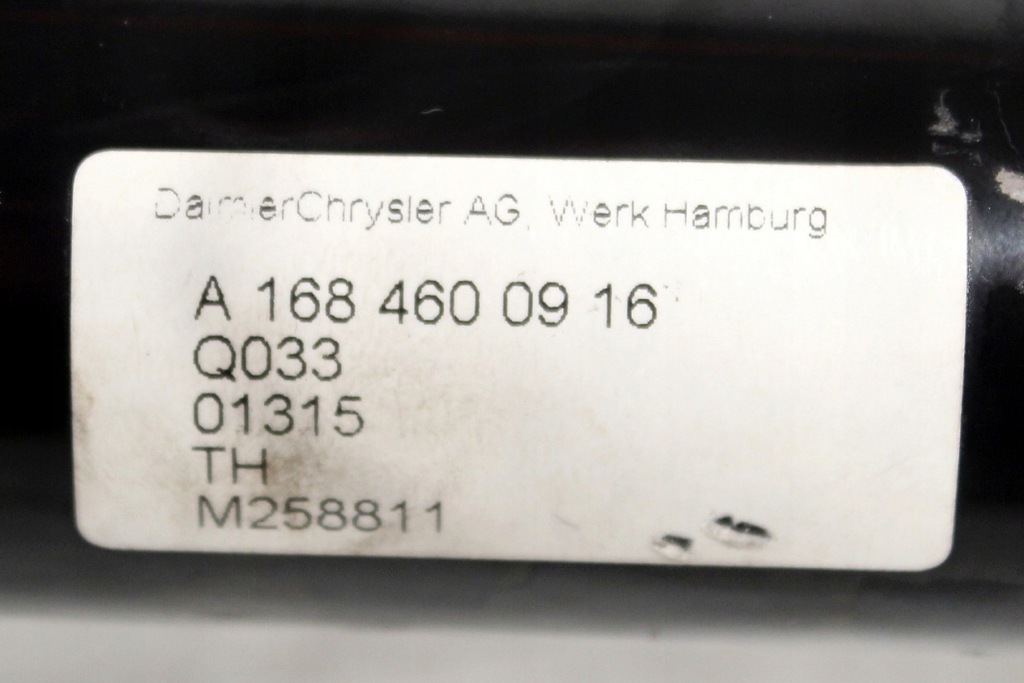 DaimlerChrysler AG, Werk Hamburg
A 168 460 09 16
Q033
01315
TH
M258811